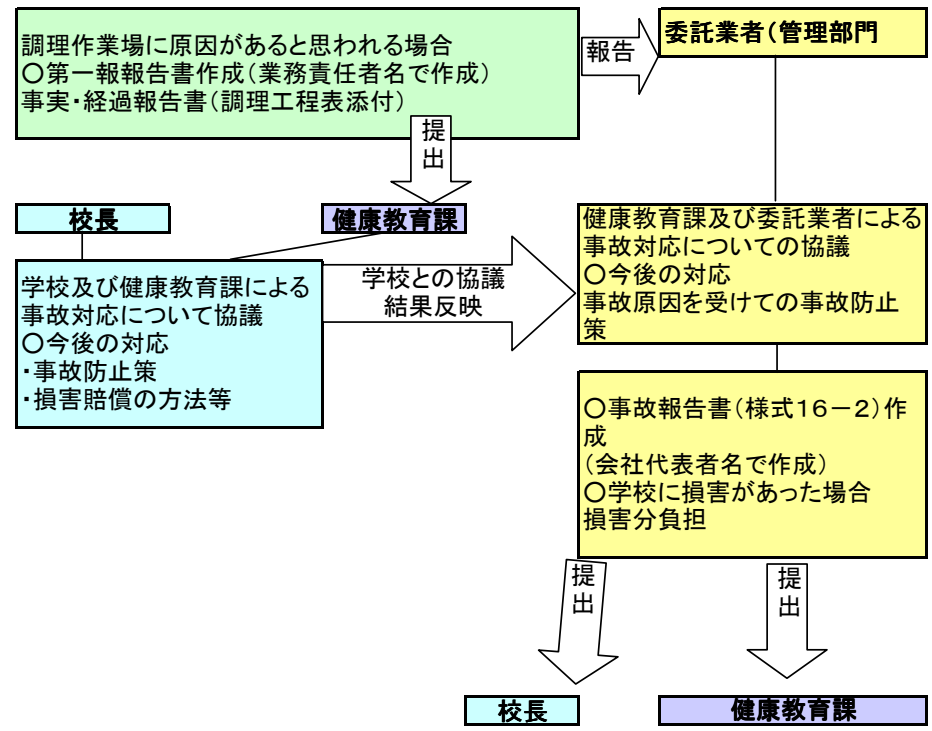 調理作業場に原因があると思われる場合
〇第一報報告書作成(業務責任者名で作成)
事実・経過報告書(調理工程表添付)
報告
委託業者(管理部門
提
出
校長
健康教育課
学校及び健康教育課による
事故対応について協議
〇今後の対応
・事故防止策
・損害賠償の方法等
学校との協議
結果反映
健康教育課及び委託業者による
事故対応についての協議
〇今後の対応
事故原因を受けての事故防止
策
〇事故報告書(様式16-2)作
成
(会社代表者名で作成)
〇学校に損害があった場合
損害分負担
提
出
提
出
校長
健康教育課